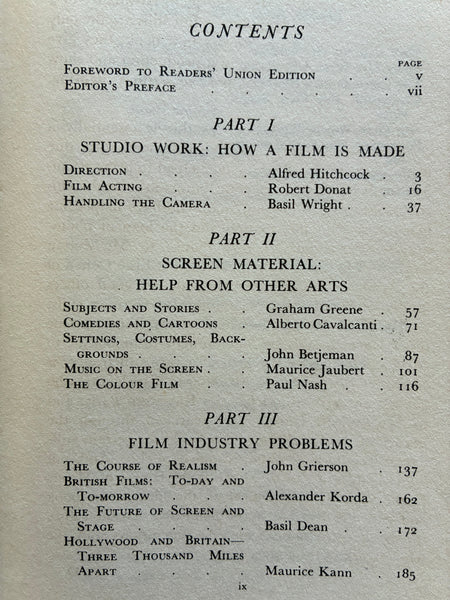 CONTENTS
PAGE
FOREWORD TO READERS' UNION EDITION . . v
EDITOR'S PREFACE . . . . . . vii
PART I
STUDIO WORK: HOW A FILM IS MADE
DIRECTION . . . . Alfred Hitchcock . 3
FILM ACTING . . . Robert Donat . 16
HANDLING THE CAMERA . Basil Wright . . 37
PART II
SCREEN MATERIAL:
HELP FROM OTHER ARTS
SUBJECTS AND STORIES . . Graham Greene . 57
COMEDIES AND CARTOONS . Alberto Cavalcanti . 71
SETTINGS, COSTUMES, BACK-
GROUNDS . . . . John Betjeman . 87
MUSIC ON THE SCREEN . . Maurice Jaubert . 101
THE COLOUR FILM . . Paul Nash . . 116
PART III
FILM INDUSTRY PROBLEMS
THE COURSE OF REALISM . John Grierson . 137
BRITISH FILMS: TO-DAY AND
TO-MORROW . . . Alexander Korda . 162
THE FUTURE OF SCREEN AND
STAGE . . . . Basil Dean . . 172
HOLLYWOOD AND BRITAIN—
THREE THOUSAND MILES
APART . . . . Maurice Kann . 185
ix